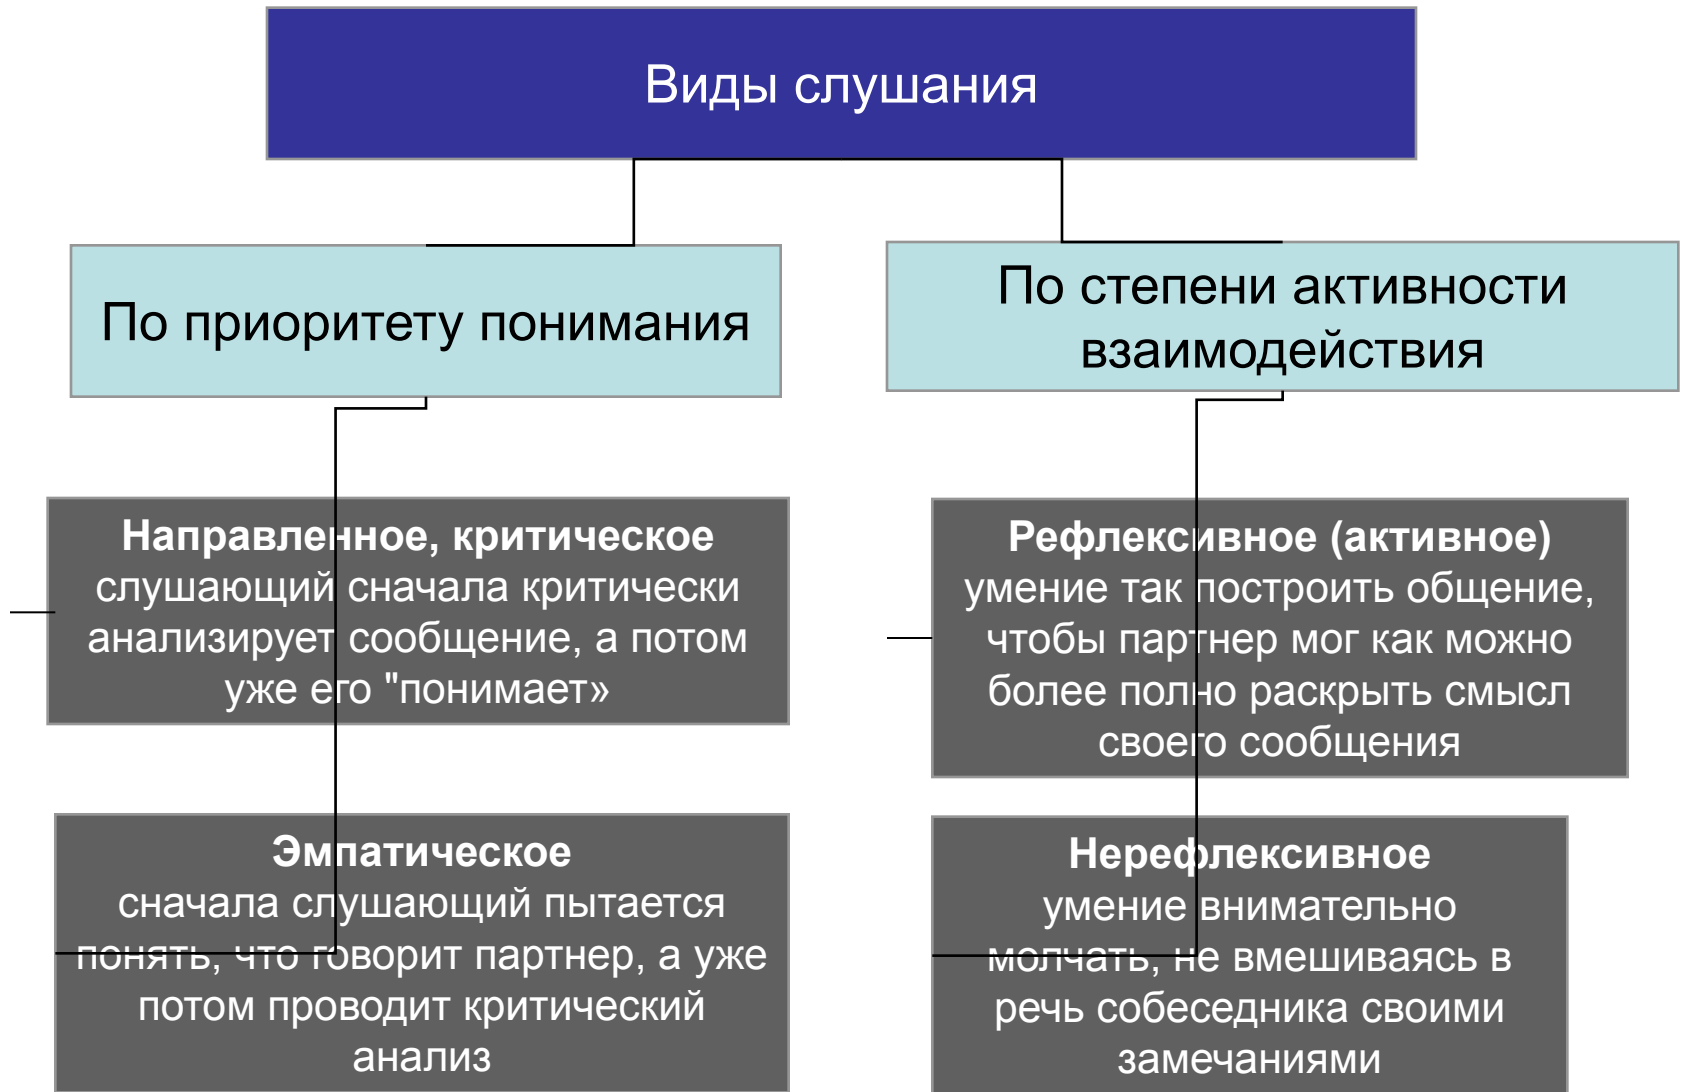 Виды слушания
По приоритету понимания
По степени активности
взаимодействия
Направленное, критическое
слушающий сначала критически
анализирует сообщение, а потом
уже его "понимает»
Рефлексивное (активное)
умение так построить общение,
чтобы партнер мог как можно
более полно раскрыть смысл
своего сообщения
Эмпатическое
сначала слушающий пытается
понять, что говорит партнер, а уже
потом проводит критический
анализ
Нерефлексивное
умение внимательно
молчать, не вмешиваясь в
речь собеседника своими
замечаниями